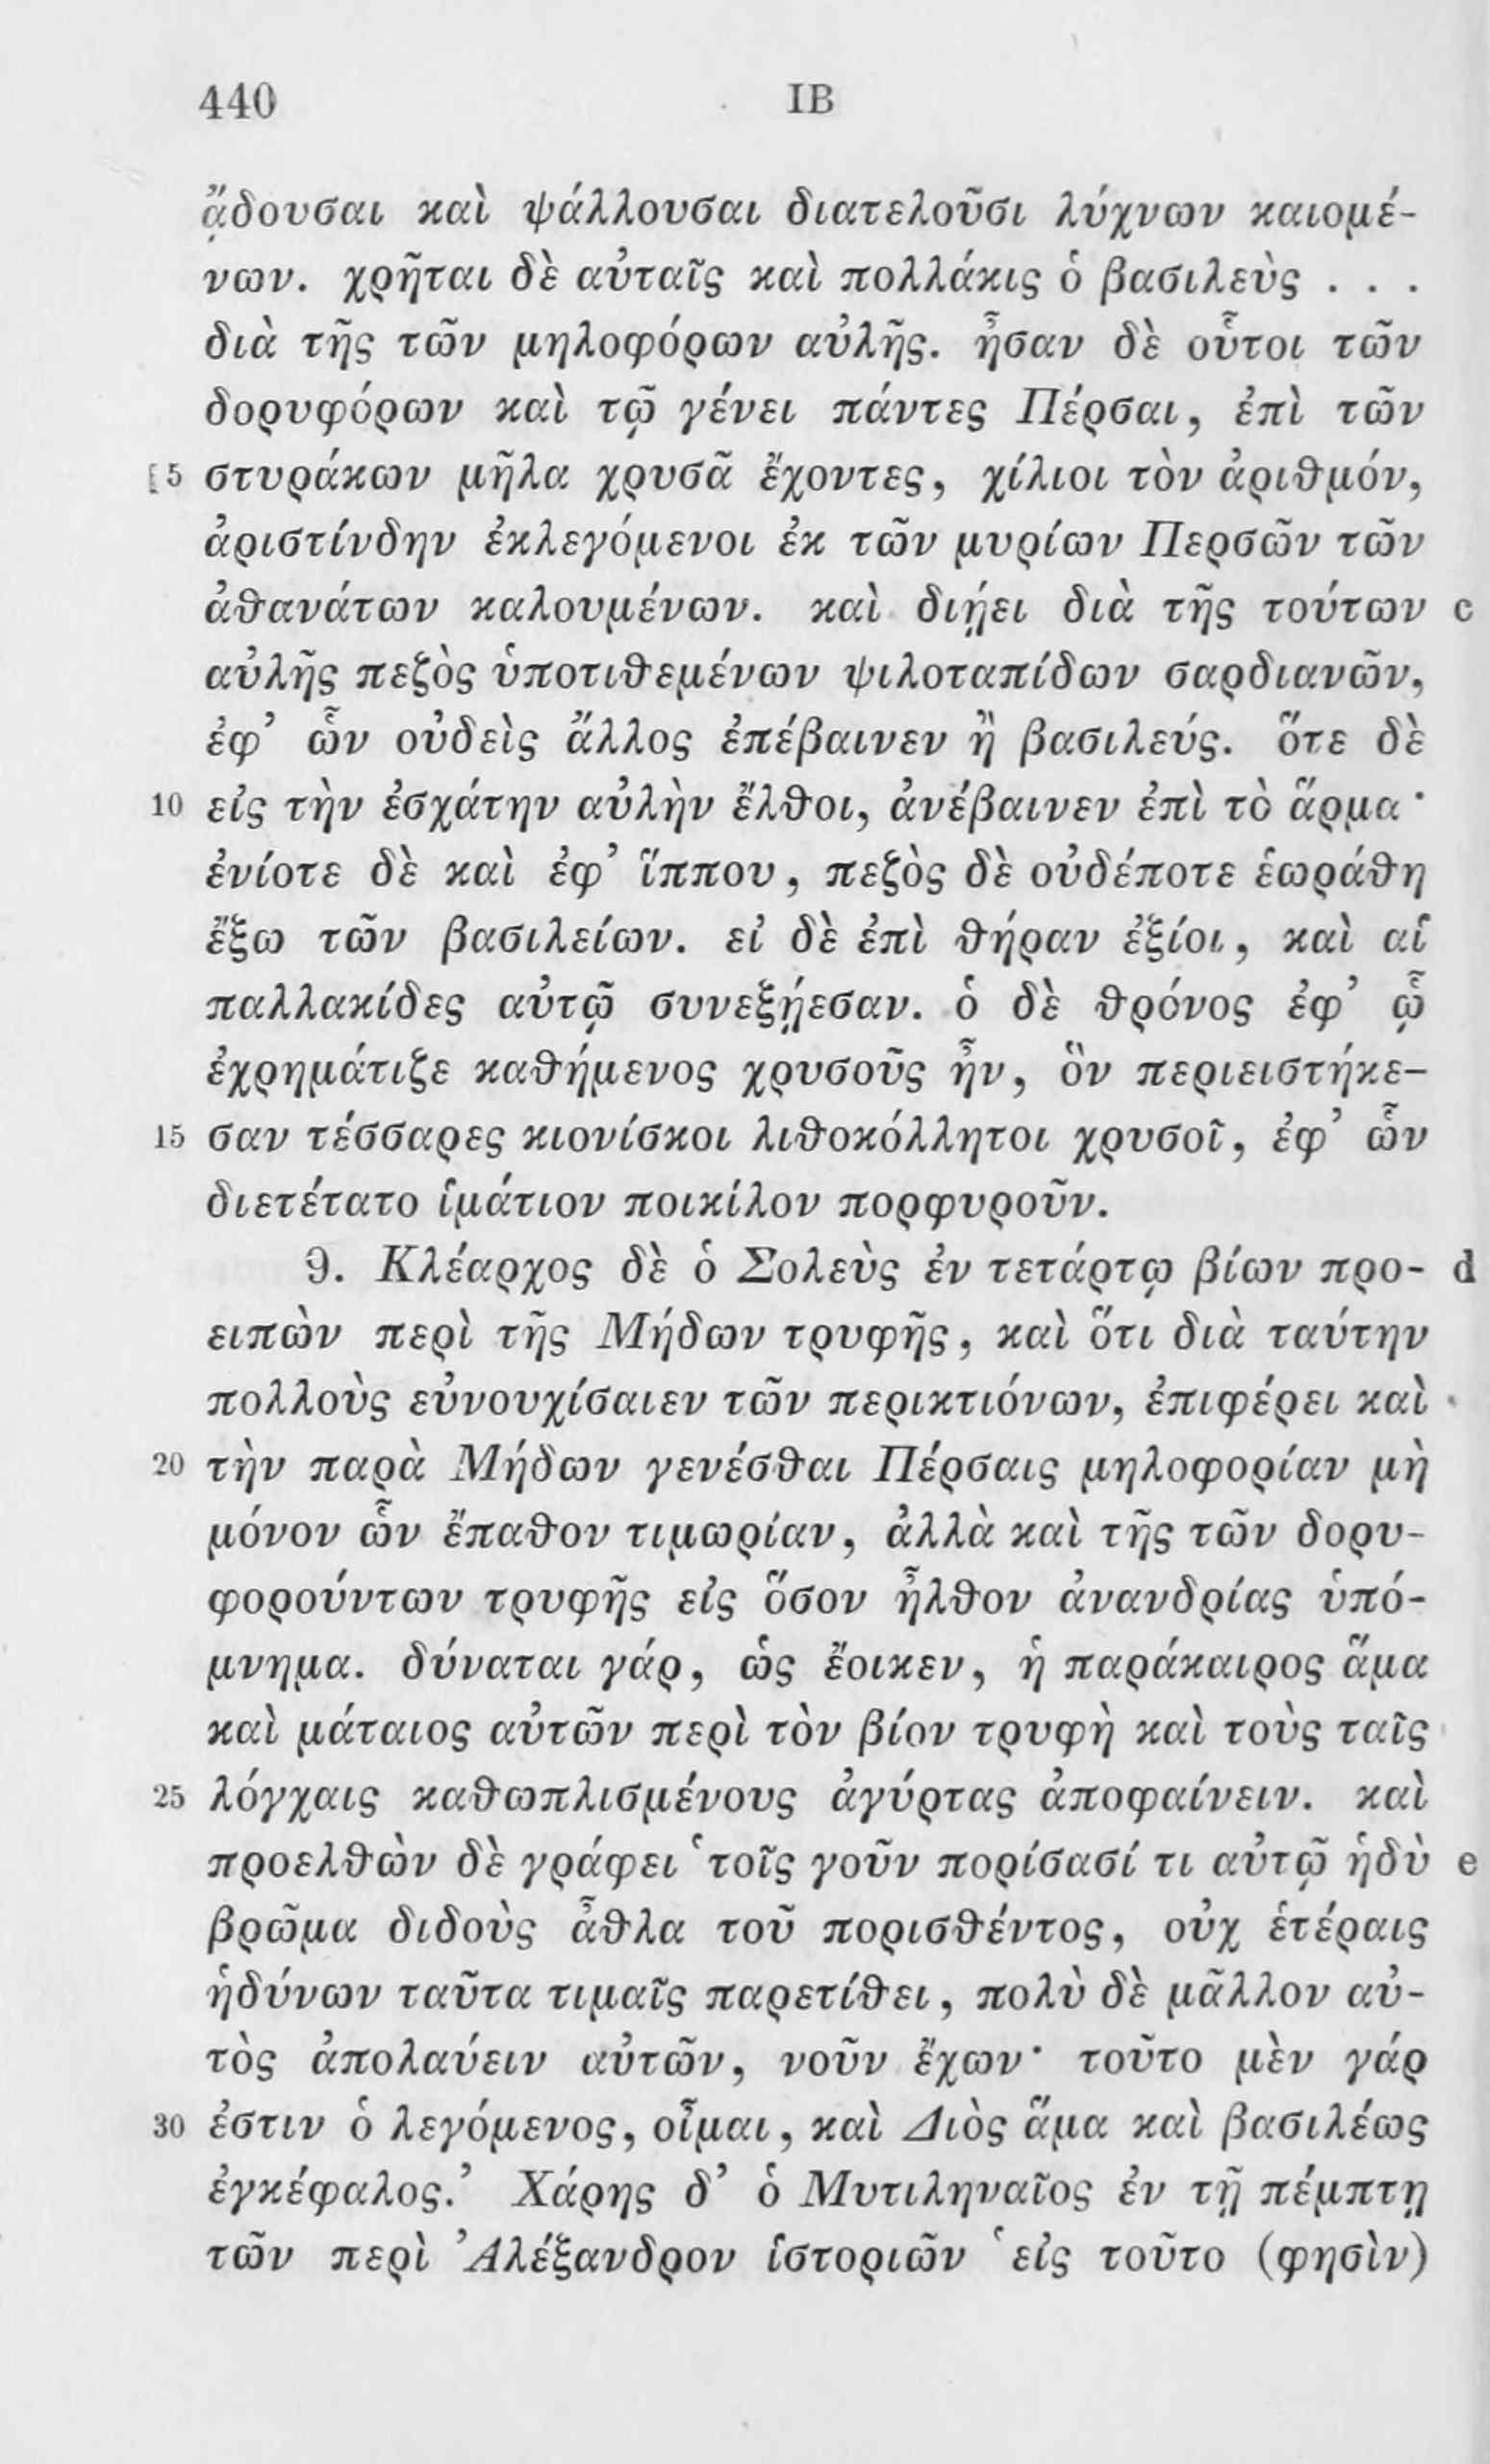 440 IB
ᾄδουσαι καὶ ψάλλουσαι διατελοῦσι λύχνων καιομέ-
νων. χρῆται δὲ αὐταῖς καὶ πολλάκις ὁ βασιλεὺς . . .
διὰ τῆς τῶν μηλοφόρων αὐλῆς. ἦσαν δὲ οὗτοι τῶν
δορυφόρων καὶ τῷ γένει πάντες Πέρσαι, ἐπὶ τῶν
5 στυράκων μῆλα χρυσᾶ ἔχοντες, χίλιοι τὸν ἀριθμόν,
ἀριστίνδην ἐκλεγόμενοι ἐκ τῶν μυρίων Περσῶν τῶν
ἀθανάτων καλουμένων. καὶ διῄει διὰ τῆς τούτων c
αὐλῆς πεζὸς ὑποτιθεμένων ψιλοταπίδων σαρδιανῶν,
ἐφ’ ὧν οὐδεὶς ἄλλος ἐπέβαινεν ἢ βασιλεύς. ὅτε δὲ
10 εἰς τὴν ἐσχάτην αὐλὴν ἔλθοι, ἀνέβαινεν ἐπὶ τὸ ἅρμα·
ἐνίοτε δὲ καὶ ἐφ’ ἵππου, πεζὸς δὲ οὐδέποτε ἑωράθη
ἔξω τῶν βασιλείων. εἰ δὲ ἐπὶ θήραν ἐξίοι, καὶ αἱ
παλλακίδες αὐτῷ συνεξῄεσαν. ὁ δὲ θρόνος ἐφ’ ᾧ
ἐχρημάτιζε καθήμενος χρυσοῦς ἦν, ὃν περιειστήκε-
15 σαν τέσσαρες κιονίσκοι λιθοκόλλητοι χρυσοῖ, ἐφ’ ὧν
διετέτατο ἱμάτιον ποικίλον πορφυροῦν.
9. Κλέαρχος δὲ ὁ Σολεὺς ἐν τετάρτῳ βίων προ- d
ειπὼν περὶ τῆς Μήδων τρυφῆς, καὶ ὅτι διὰ ταύτην
πολλοὺς εὐνουχίσαιεν τῶν περικτιόνων, ἐπιφέρει καὶ
20 τὴν παρὰ Μήδων γενέσθαι Πέρσαις μηλοφορίαν μὴ
μόνον ὧν ἔπαθον τιμωρίαν, ἀλλὰ καὶ τῆς τῶν δορυ-
φορούντων τρυφῆς εἰς ὅσον ἦλθον ἀνανδρίας ὑπό-
μνημα. δύναται γάρ, ὡς ἔοικεν, ἡ παράκαιρος ἅμα
καὶ μάταιος αὐτῶν περὶ τὸν βίον τρυφὴ καὶ τοὺς ταῖς
25 λόγχαις καθωπλισμένους ἀγύρτας ἀποφαίνειν. καὶ
προελθὼν δὲ γράφει ‘τοῖς γοῦν πορίσασί τι αὐτῷ ἡδὺ e
βρῶμα διδοὺς ἆθλα τοῦ πορισθέντος, οὐχ ἑτέραις
ἡδύνων ταῦτα τιμαῖς παρετίθει, πολὺ δὲ μᾶλλον αὐ-
τὸς ἀπολαύειν αὐτῶν, νοῦν ἔχων· τοῦτο μὲν γάρ
30 ἐστιν ὁ λεγόμενος, οἶμαι, καὶ Διὸς ἅμα καὶ βασιλέως
ἐγκέφαλος.’ Χάρης δ’ ὁ Μυτιληναῖος ἐν τῇ πέμπτῃ
τῶν περὶ Ἀλέξανδρον ἱστοριῶν ‘εἰς τοῦτο (φησὶν)